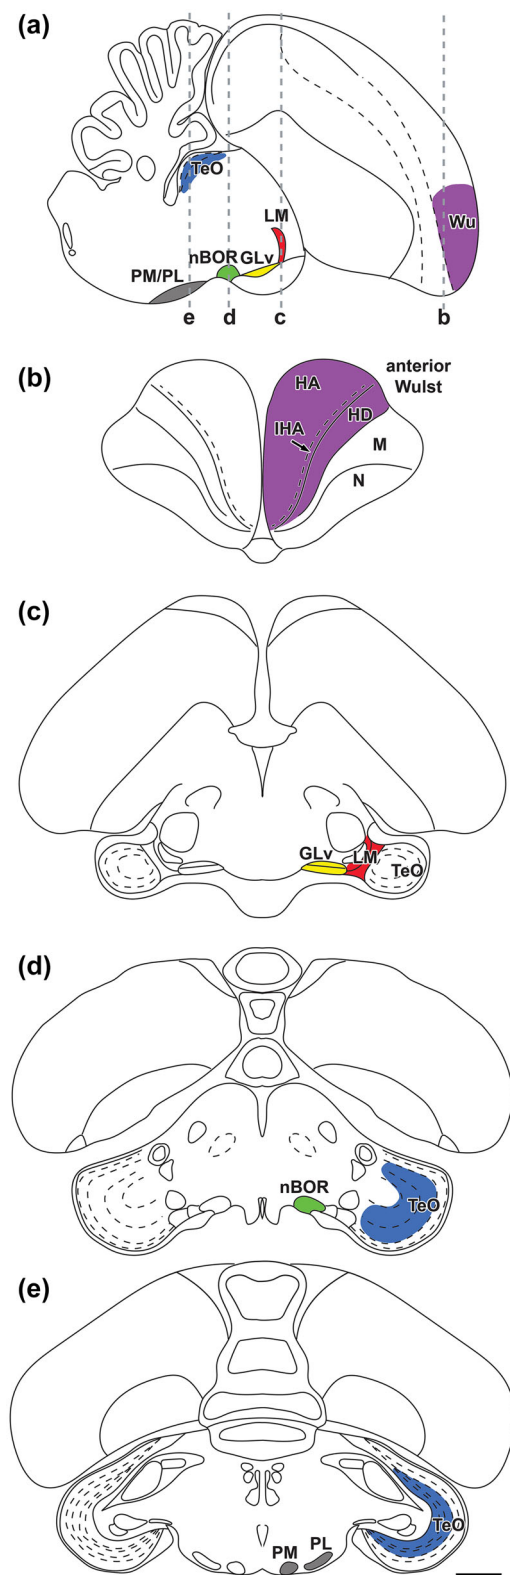 (a)
TeO
LM
Wu
nBOR
GLv
PM/PL
e
d
c
b
(b)
anterior
Wulst
HA
HD
IHA
M
N
(c)
GLv
LM
TeO
(d)
nBOR
TeO
(e)
TeO
PM
PL